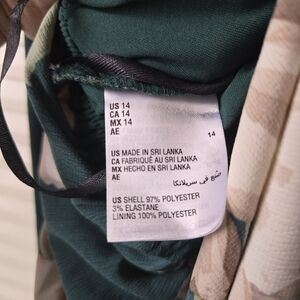 US 14
CA 14
MX 14
AE
14
US MADE IN SRI LANKA
CA FABRIQUÉ AU SRI LANKA
MX HECHO EN SRI LANKA
AE
صنع في سريلانكا
US SHELL 97% POLYESTER
3% ELASTANE
LINING 100% POLYESTER